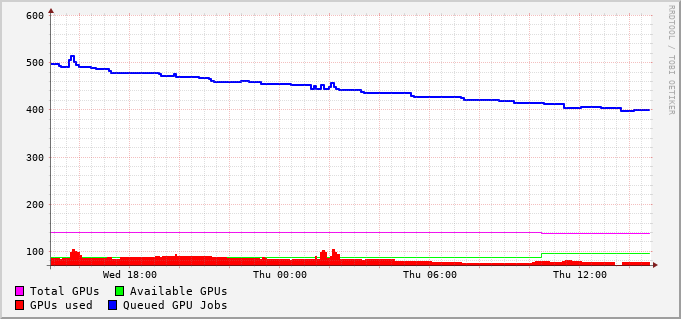 600
500
400
300
200
100
Wed 18:00 Thu 00:00 Thu 06:00 Thu 12:00
Total GPUs Available GPUs
GPUs used Queued GPU Jobs
RRDTOOL / TOBI OETIKER